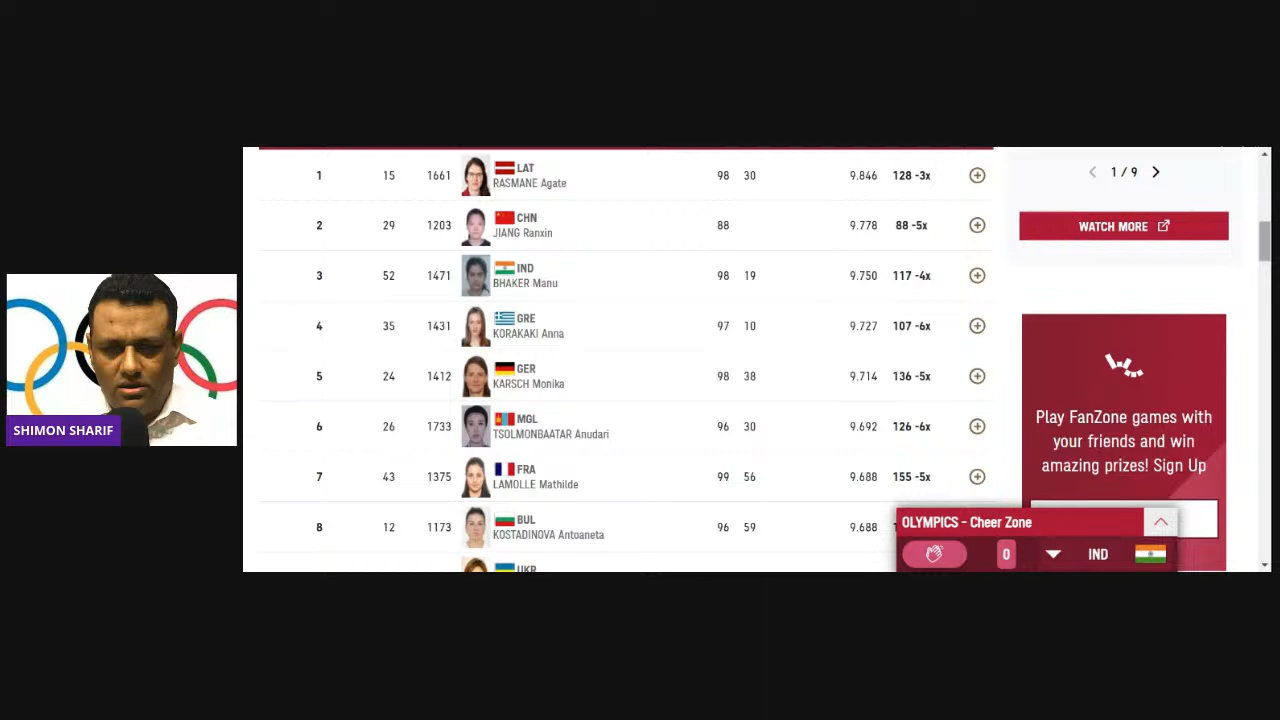 1 15 1661 LAT 98 30 9.846 128 -3x
RASMANE Agate
2 29 1203 CHN 88 9.778 88 -5x
JIANG Ranxin
3 52 1471 IND 98 19 9.750 117 -4x
BHAKER Manu
4 35 1431 GRE 97 10 9.727 107 -6x
KORAKAKI Anna
5 24 1412 GER 98 38 9.714 136 -5x
KARSCH Monika
6 26 1733 MGL 96 30 9.692 126 -6x
TSOLMONBAATAR Anudari
7 43 1375 FRA 99 56 9.688 155 -5x
LAMOLLE Mathilde
8 12 1173 BUL 96 59 9.688
KOSTADINOVA Antoaneta
UKR
1 / 9
WATCH MORE
Play FanZone games with
your friends and win
amazing prizes! Sign Up
OLYMPICS - Cheer Zone
0 IND
SHIMON SHARIF